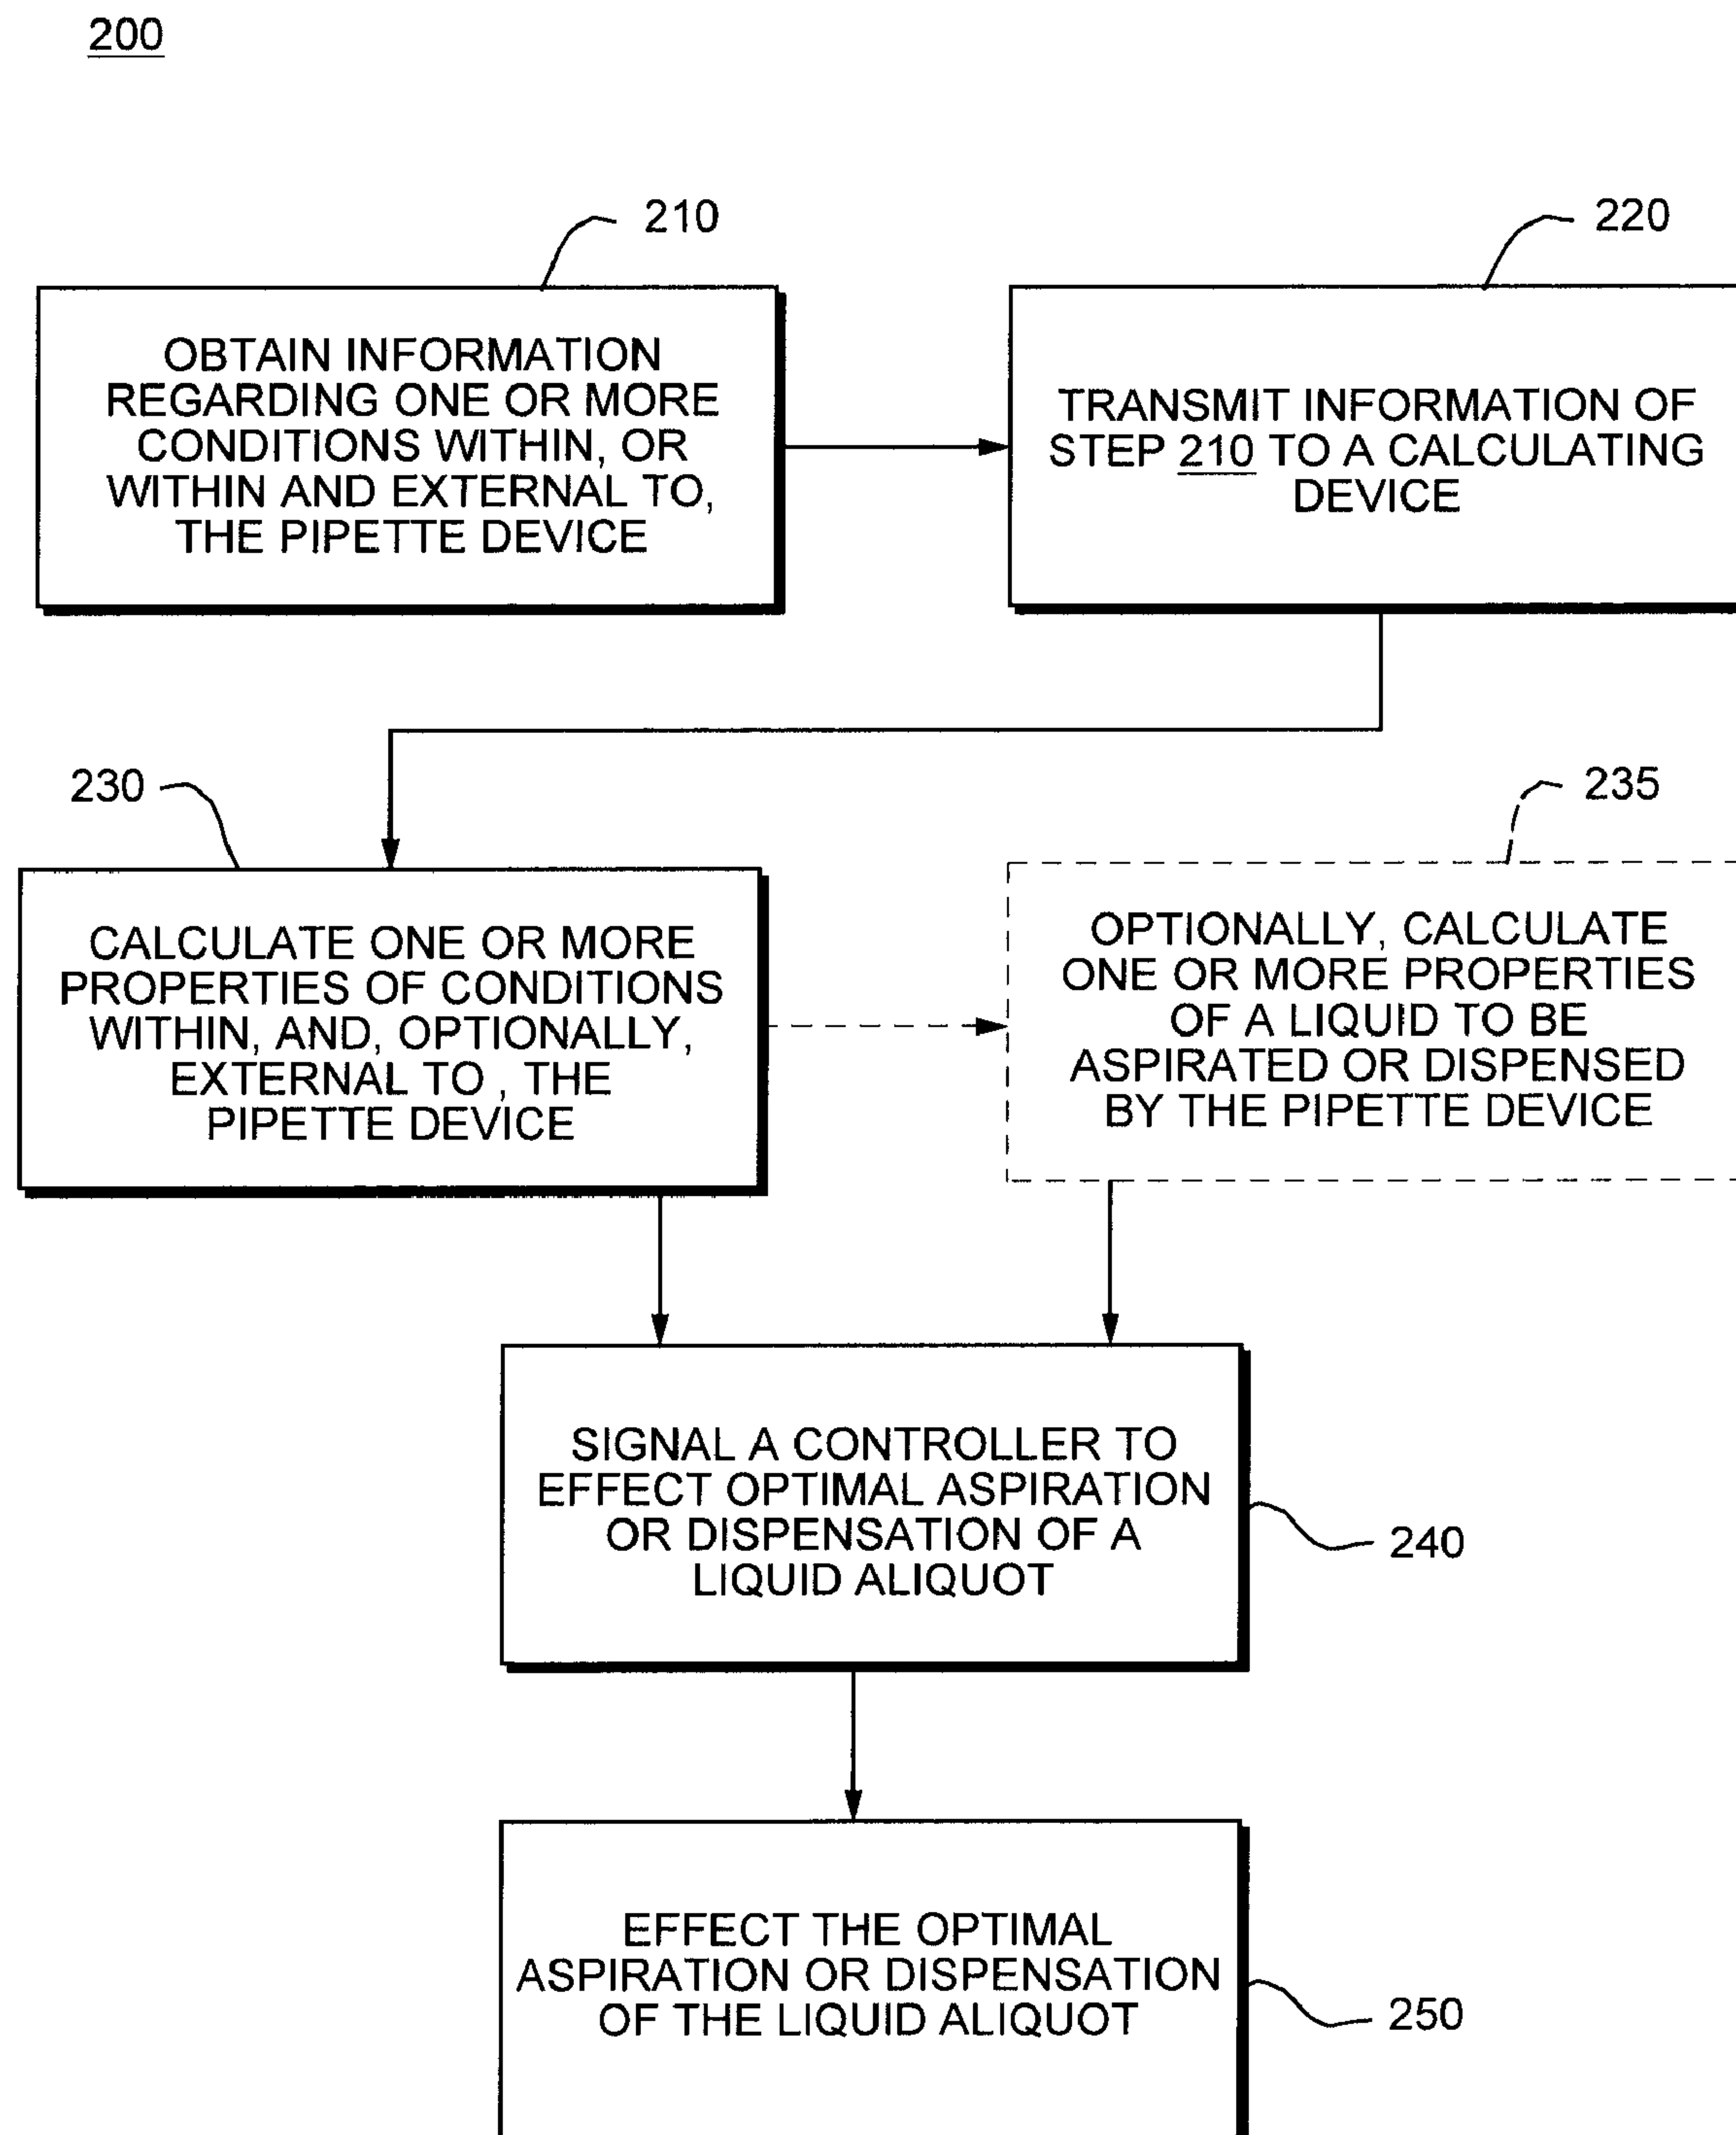 200
210
220
OBTAIN INFORMATION
REGARDING ONE OR MORE
CONDITIONS WITHIN, OR
WITHIN AND EXTERNAL TO,
THE PIPETTE DEVICE
TRANSMIT INFORMATION OF
STEP 210 TO A CALCULATING
DEVICE
230
235
CALCULATE ONE OR MORE
PROPERTIES OF CONDITIONS
WITHIN, AND, OPTIONALLY,
EXTERNAL TO , THE
PIPETTE DEVICE
OPTIONALLY, CALCULATE
ONE OR MORE PROPERTIES
OF A LIQUID TO BE
ASPIRATED OR DISPENSED
BY THE PIPETTE DEVICE
SIGNAL A CONTROLLER TO
EFFECT OPTIMAL ASPIRATION
OR DISPENSATION OF A
LIQUID ALIQUOT
240
EFFECT THE OPTIMAL
ASPIRATION OR DISPENSATION
OF THE LIQUID ALIQUOT
250